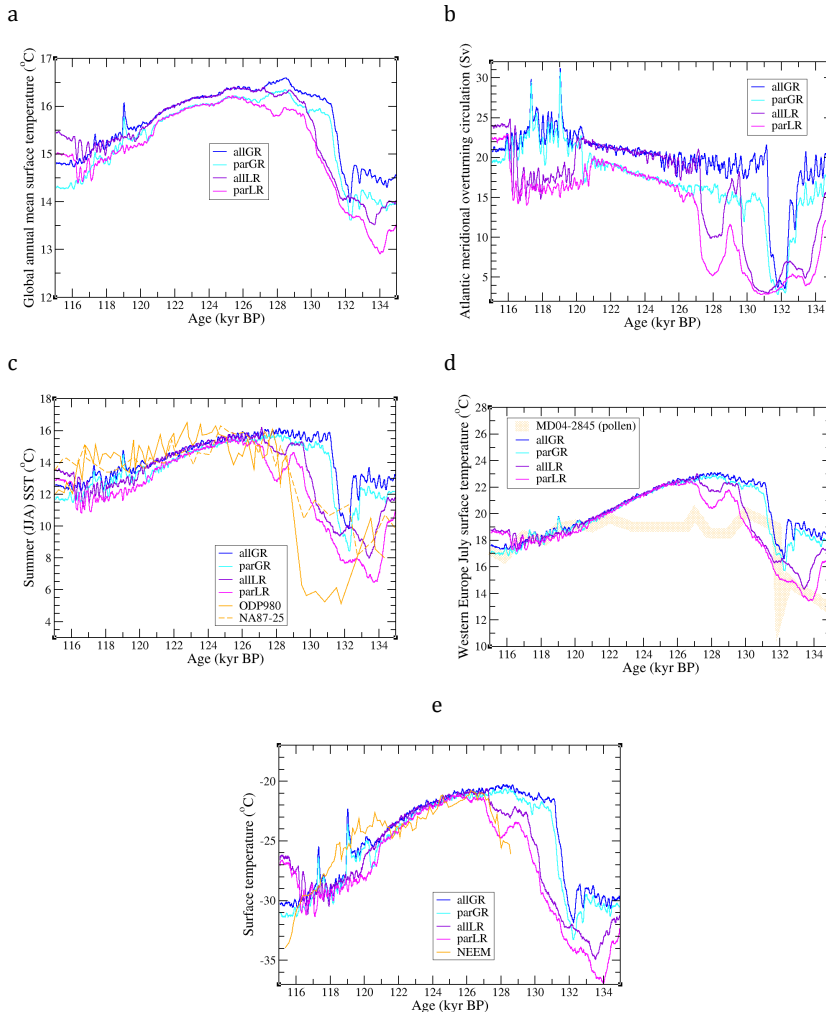 a
Global annual mean surface temperature (°C)
17
16
15
14
13
12
116 118 120 122 124 126 128 130 132 134
Age (kyr BP)
allGR
parGR
allLR
parLR
b
Atlantic meridional overturning circulation (Sv)
30
25
20
15
10
5
116 118 120 122 124 126 128 130 132 134
Age (kyr BP)
allGR
parGR
allLR
parLR
c
Summer (JJA) SST (°C)
18
16
14
12
10
8
6
4
116 118 120 122 124 126 128 130 132 134
Age (kyr BP)
allGR
parGR
allLR
parLR
ODP980
NA87-25
d
Western Europe July surface temperature (°C)
28
26
24
22
20
18
16
14
12
10
116 118 120 122 124 126 128 130 132 134
Age (kyr BP)
MD04-2845 (pollen)
allGR
parGR
allLR
parLR
e
Surface temperature (°C)
-20
-25
-30
-35
116 118 120 122 124 126 128 130 132 134
Age (kyr BP)
allGR
parGR
allLR
parLR
NEEM